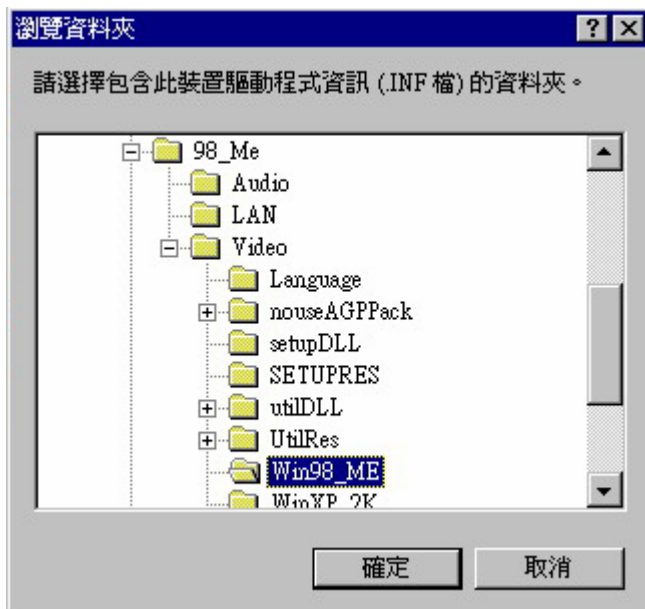 瀏覽資料夾
請選擇包含此裝置驅動程式資訊 (.INF 檔) 的資料夾。
98_Me
Audio
LAN
Video
Language
nouseAGPPack
setupDLL
SETUPRES
utilDLL
UtilRes
Win98_ME
WinXP_2K
確定 取消